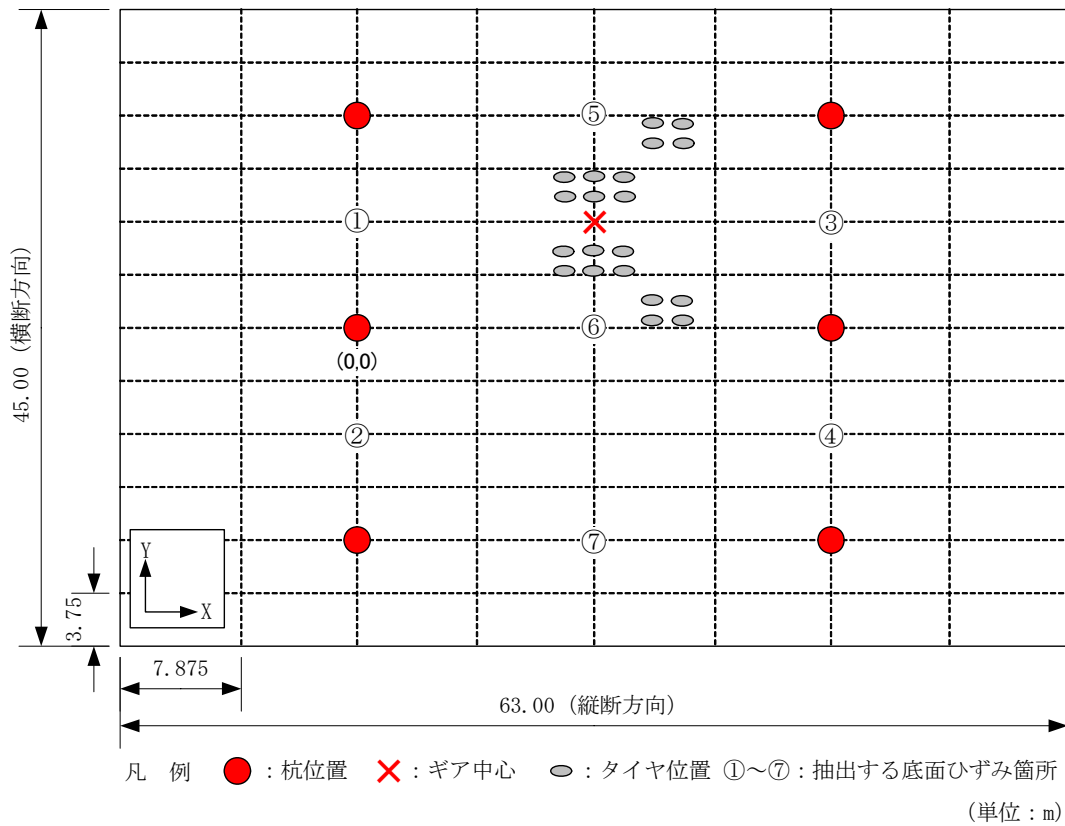 ⑤
①
③
⑥
(0,0)
②
④
⑦
Y
X
45.00 (横断方向)
3.75
7.875
63.00 (縦断方向)
凡 例 :杭位置 :ギア中心 :タイヤ位置 ①~⑦:抽出する底面ひずみ箇所
(単位:m)